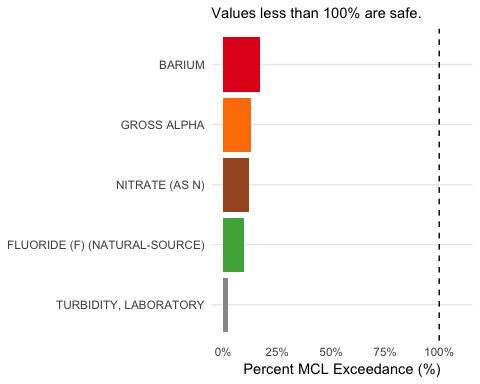 Values less than 100% are safe.
BARIUM
GROSS ALPHA
NITRATE (AS N)
FLUORIDE (F) (NATURAL-SOURCE)
TURBIDITY, LABORATORY
0% 25% 50% 75% 100%
Percent MCL Exceedance (%)